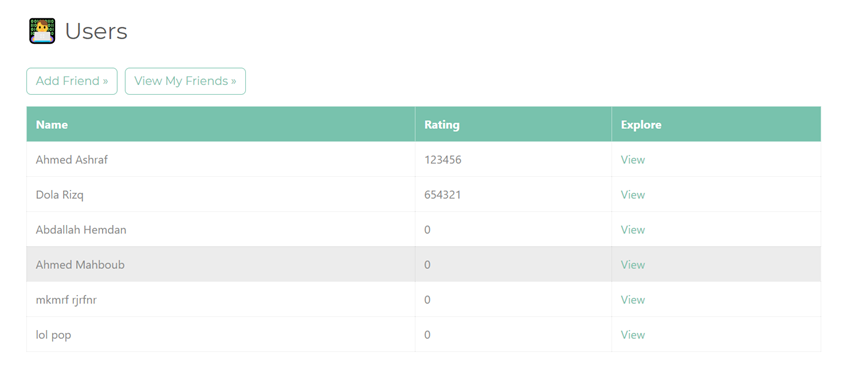 Users
Add Friend » View My Friends »
Name Rating Explore
Ahmed Ashraf 123456 View
Dola Rizq 654321 View
Abdallah Hemdan 0 View
Ahmed Mahboub 0 View
mkmrf rjrfnr 0 View
lol pop 0 View